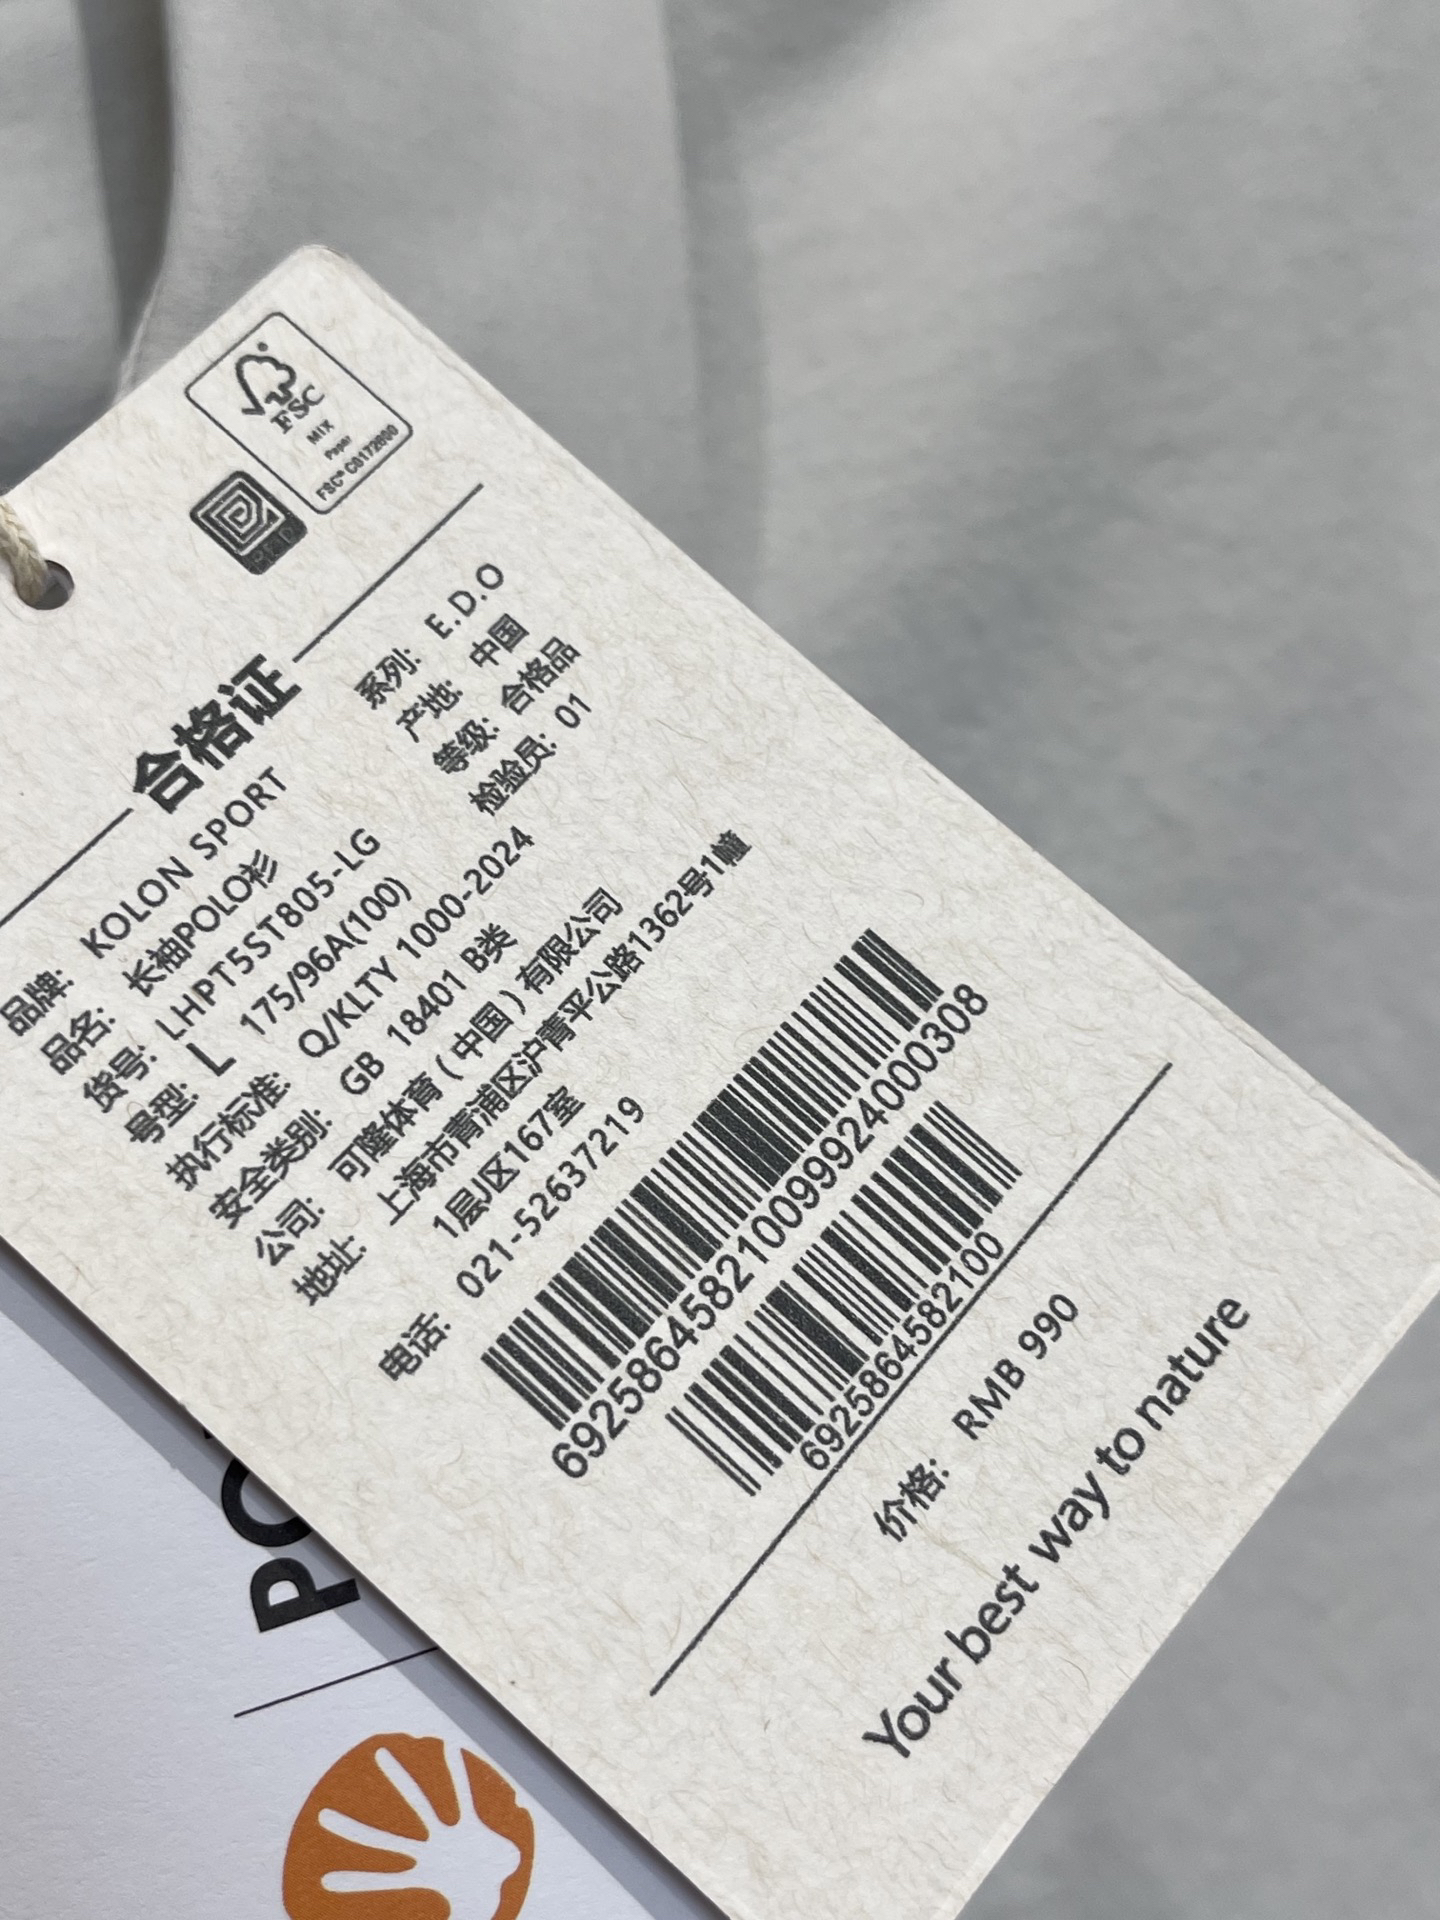 FSC
MIX
Paper
FSC® C0172800
RFID
合格证
品牌: KOLON SPORT
品名: 长袖POLO衫
货号: LHPT5ST805-LG
号型: L 175/96A(100)
执行标准: Q/KLTY 1000-2024
安全类别: GB 18401 B类
公司: 可隆体育(中国)有限公司
地址: 上海市青浦区沪青平公路1362号1幢
1层J区167室
电话: 021-52637219
系列: E.D.O
产地: 中国
等级: 合格品
检验员: 01
692586458210099924000308
6925864582100
价格: RMB 990
Your best way to nature